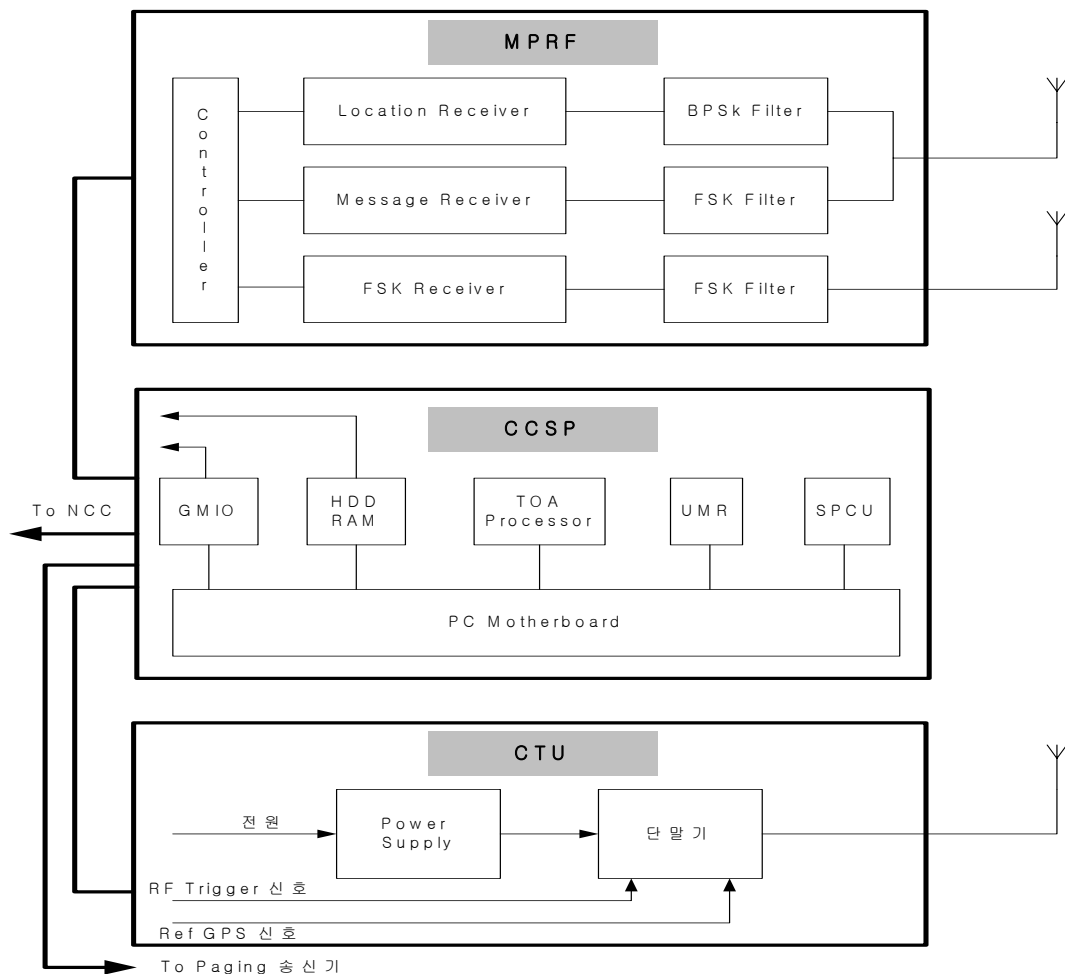 MPRF
Controller
Location Receiver
BPSk Filter
Message Receiver
FSK Filter
FSK Receiver
FSK Filter
CCSP
GMIO
HDD
RAM
TOA
Processor
UMR
SPCU
To NCC
PC Motherboard
CTU
전원
Power
Supply
단말기
RF Trigger 신호
Ref GPS 신호
To Paging 송신기